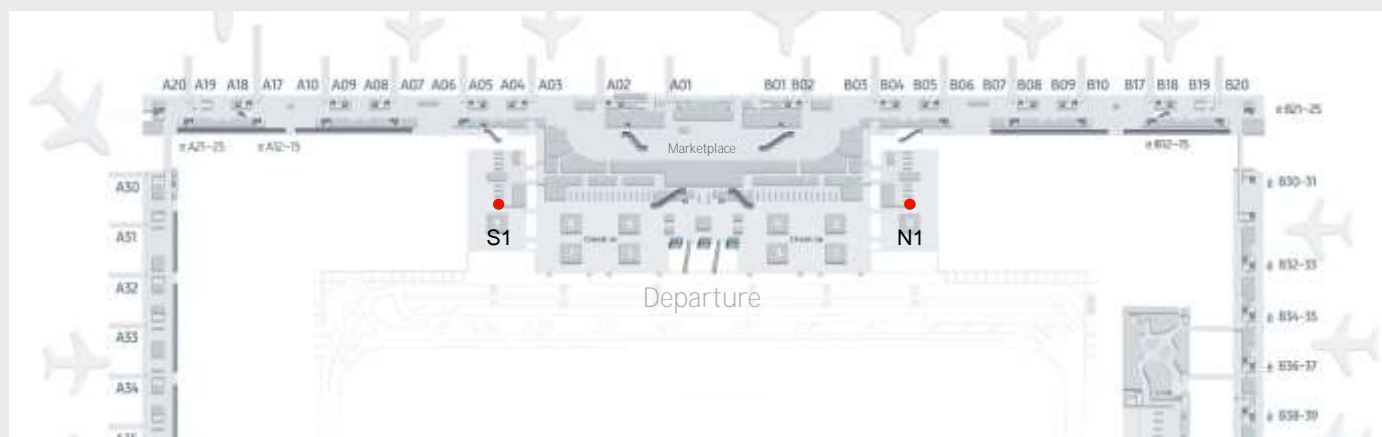 A20 A19 A18 A17 A10 A09 A08 A07 A06 A05 A04 A03 A02 A01 B01 B02 B03 B04 B05 B06 B07 B08 B09 B10 B17 B18 B19 B20
B21-25
A21-25 A12-15 Marketplace B12-15
A30 B30-31
A31 S1 Check-in Check-in N1
A32 B32-33
Departure
A33 B34-35
B36-37
A34
B38-39
A35